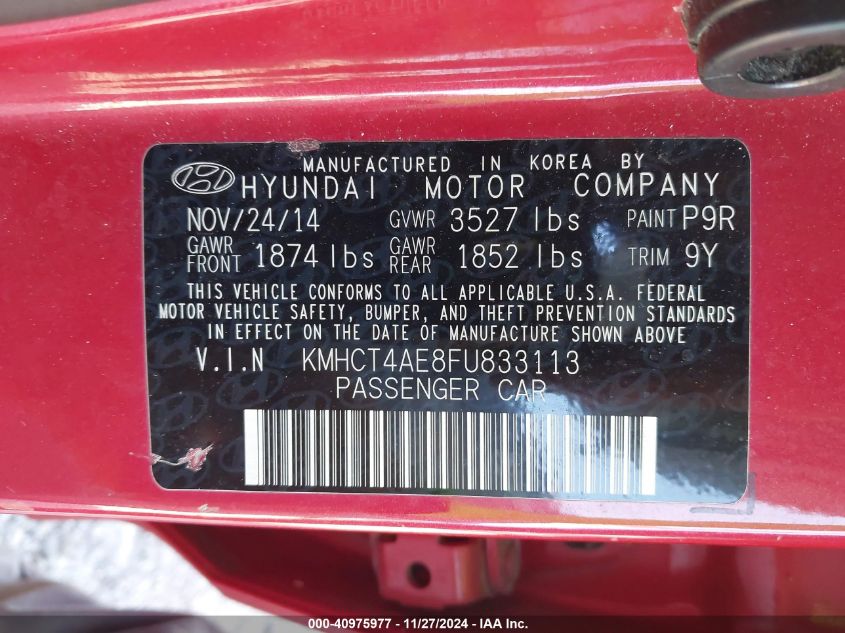 MANUFACTURED IN KOREA BY
HYUNDAI MOTOR COMPANY
NOV/24/14 GVWR 3527 lbs PAINT P9R
GAWR FRONT 1874 lbs GAWR REAR 1852 lbs TRIM 9Y
THIS VEHICLE CONFORMS TO ALL APPLICABLE U.S.A. FEDERAL
MOTOR VEHICLE SAFETY, BUMPER, AND THEFT PREVENTION STANDARDS
IN EFFECT ON THE DATE OF MANUFACTURE SHOWN ABOVE
V.I.N KMHCT4AE8FU833113
PASSENGER CAR
000-40975977 - 11/27/2024 - IAA Inc.